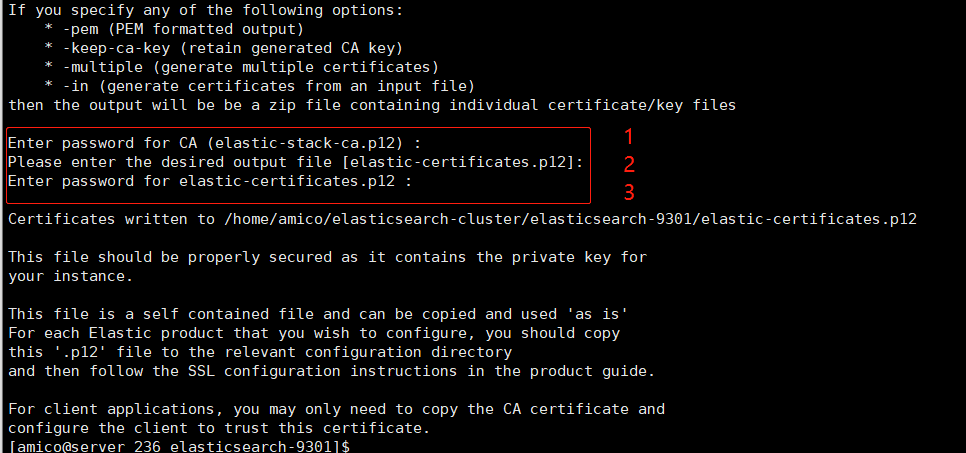 If you specify any of the following options:
* -pem (PEM formatted output)
* -keep-ca-key (retain generated CA key)
* -multiple (generate multiple certificates)
* -in (generate certificates from an input file)
then the output will be be a zip file containing individual certificate/key files
Enter password for CA (elastic-stack-ca.p12) : 1
Please enter the desired output file [elastic-certificates.p12]: 2
Enter password for elastic-certificates.p12 : 3
Certificates written to /home/amico/elasticsearch-cluster/elasticsearch-9301/elastic-certificates.p12
This file should be properly secured as it contains the private key for
your instance.
This file is a self contained file and can be copied and used 'as is'
For each Elastic product that you wish to configure, you should copy
this '.p12' file to the relevant configuration directory
and then follow the SSL configuration instructions in the product guide.
For client applications, you may only need to copy the CA certificate and
configure the client to trust this certificate.
[amico@server 236 elasticsearch-9301]$